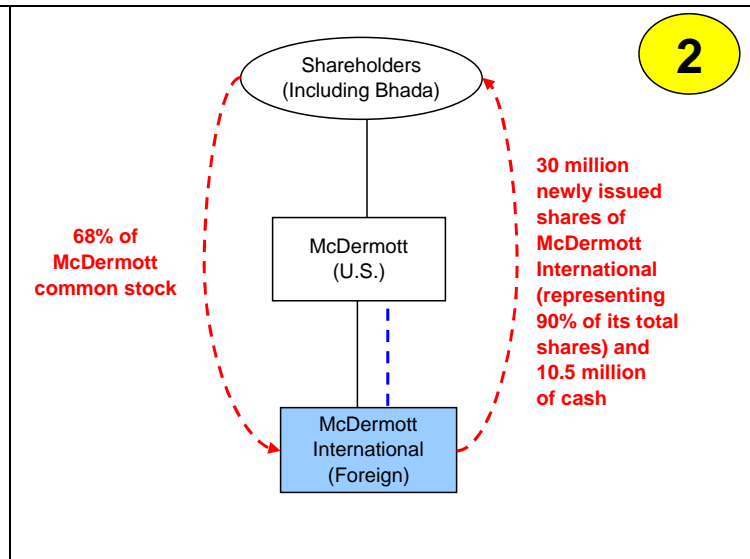 2
Shareholders
(Including Bhada)
68% of
McDermott
common stock
McDermott
(U.S.)
30 million
newly issued
shares of
McDermott
International
(representing
90% of its total
shares) and
10.5 million
of cash
McDermott
International
(Foreign)